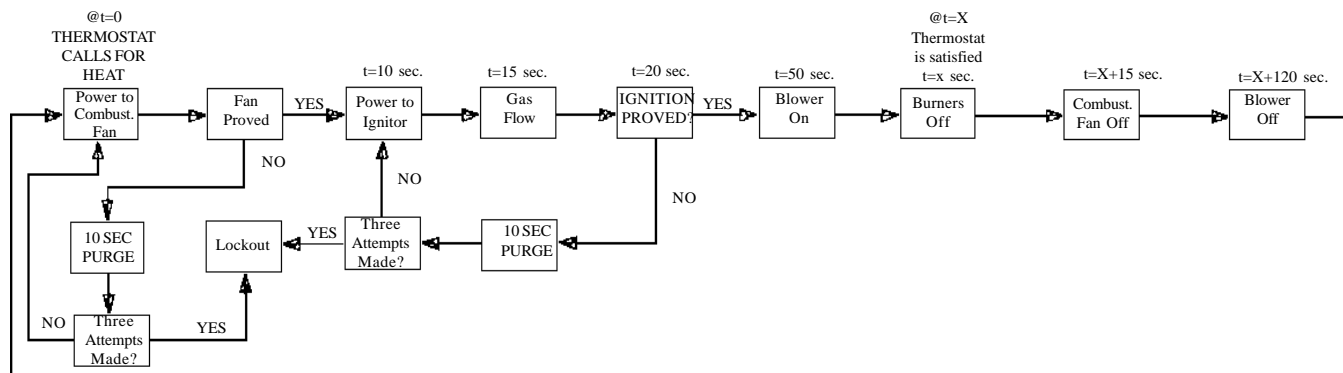 @t=0
THERMOSTAT
CALLS FOR
HEAT
Power to
Combust.
Fan
Fan
Proved
YES
NO
t=10 sec.
Power to
Ignitor
t=15 sec.
Gas
Flow
t=20 sec.
IGNITION
PROVED?
YES
NO
t=50 sec.
Blower
On
@t=X
Thermostat
is satisfied
t=x sec.
Burners
Off
t=X+15 sec.
Combust.
Fan Off
t=X+120 sec.
Blower
Off
10 SEC
PURGE
Lockout
YES
Three
Attempts
Made?
NO
10 SEC
PURGE
NO
Three
Attempts
Made?
YES